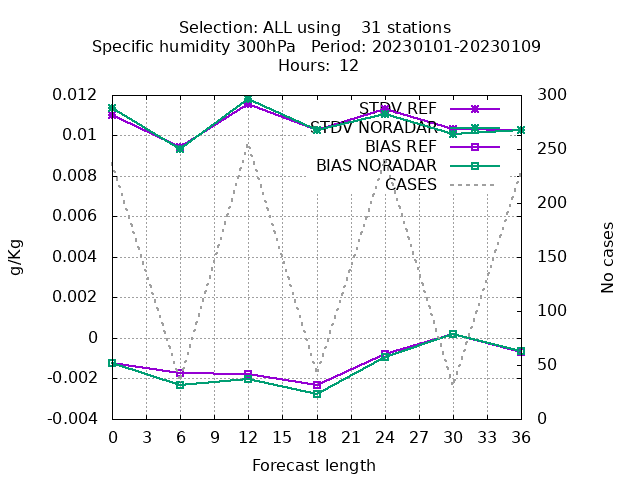 Selection: ALL using    31 stations
Specific humidity 300hPa   Period: 20230101-20230109
Hours: 12
0.012
0.01
0.008
0.006
0.004
0.002
0
-0.002
-0.004
g/Kg
STDV REF
STDV NORADAR
BIAS REF
BIAS NORADAR
CASES
300
250
200
150
100
50
0
No cases
0 3 6 9 12 15 18 21 24 27 30 33 36
Forecast length